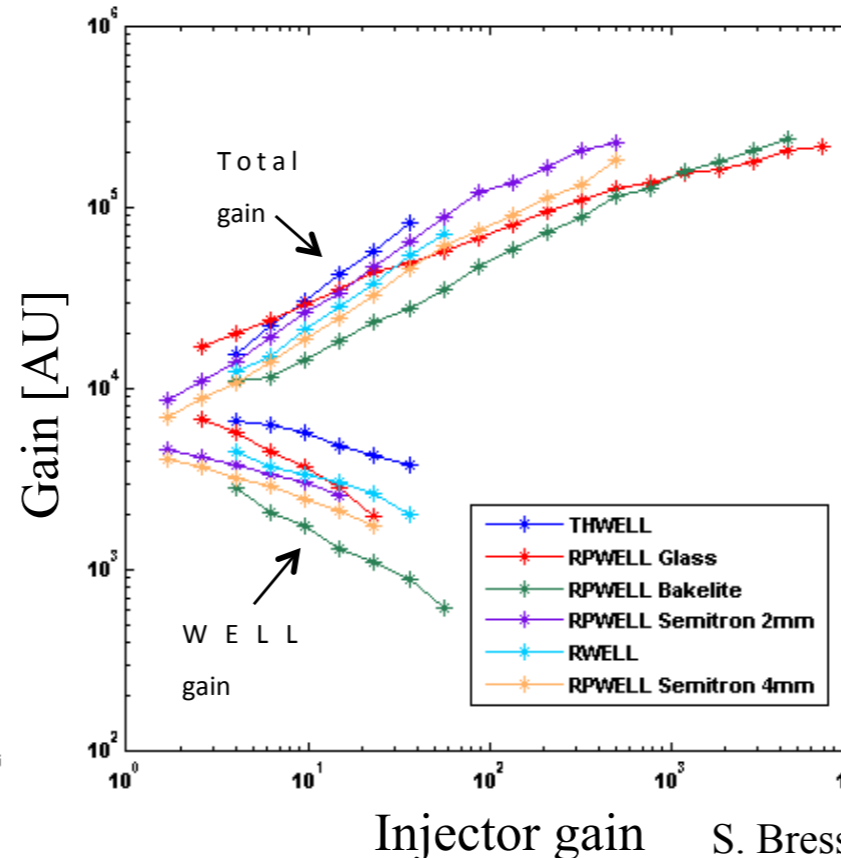 10^6
Total
gain
10^5
Gain [AU]
10^4
10^3
W E L L
gain
THWELL
RPWELL Glass
RPWELL Bakelite
RPWELL Semitron 2mm
RWELL
RPWELL Semitron 4mm
10^2
10^0 10^1 10^2 10^3
Injector gain S. Bress